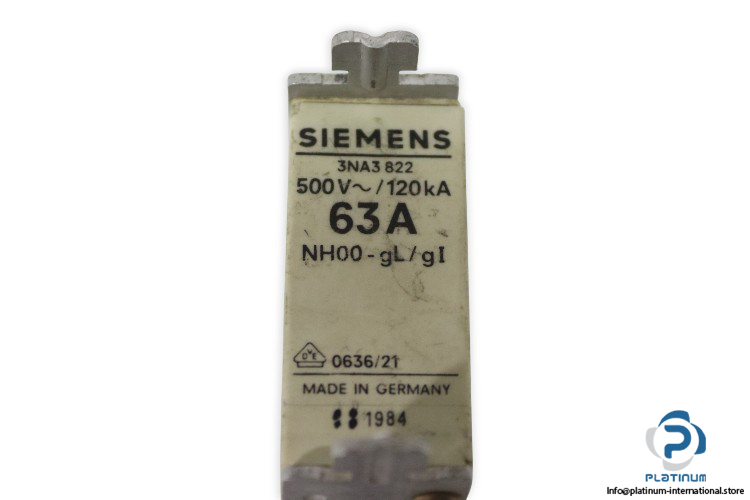 SIEMENS
3NA3 822
500V~/120kA
63A
NH00-gL/gI
DVE 0636/21
MADE IN GERMANY
1984
PLATINUM
Info@platinum-international.store